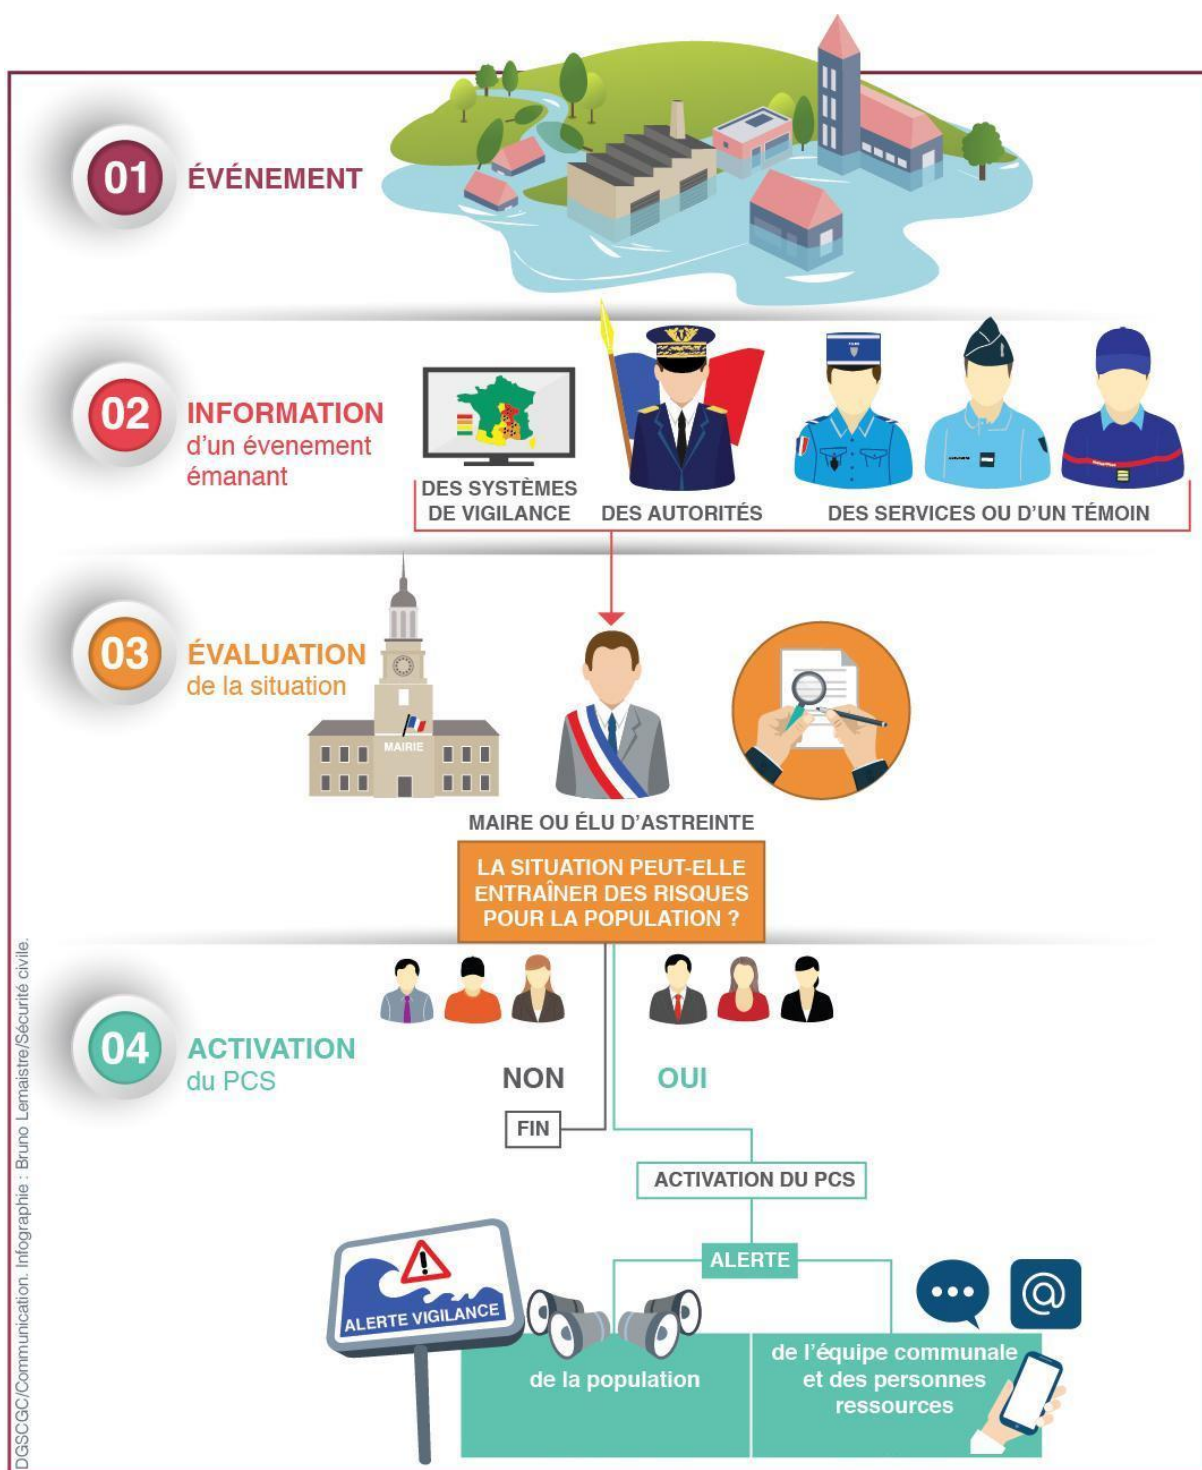 01
ÉVÉNEMENT
02
INFORMATION
d'un évenement
émanant
DES SYSTÈMES
DE VIGILANCE
DES AUTORITÉS
DES SERVICES OU D'UN TÉMOIN
03
ÉVALUATION
de la situation
MAIRIE
MAIRE OU ÉLU D'ASTREINTE
LA SITUATION PEUT-ELLE
ENTRAÎNER DES RISQUES
POUR LA POPULATION ?
04
ACTIVATION
du PCS
NON
OUI
FIN
ACTIVATION DU PCS
ALERTE
ALERTE VIGILANCE
@
de la population
de l'équipe communale
et des personnes
ressources
DGSCGC/Communication. Infographie : Bruno Lemaistre/Sécurité civile.